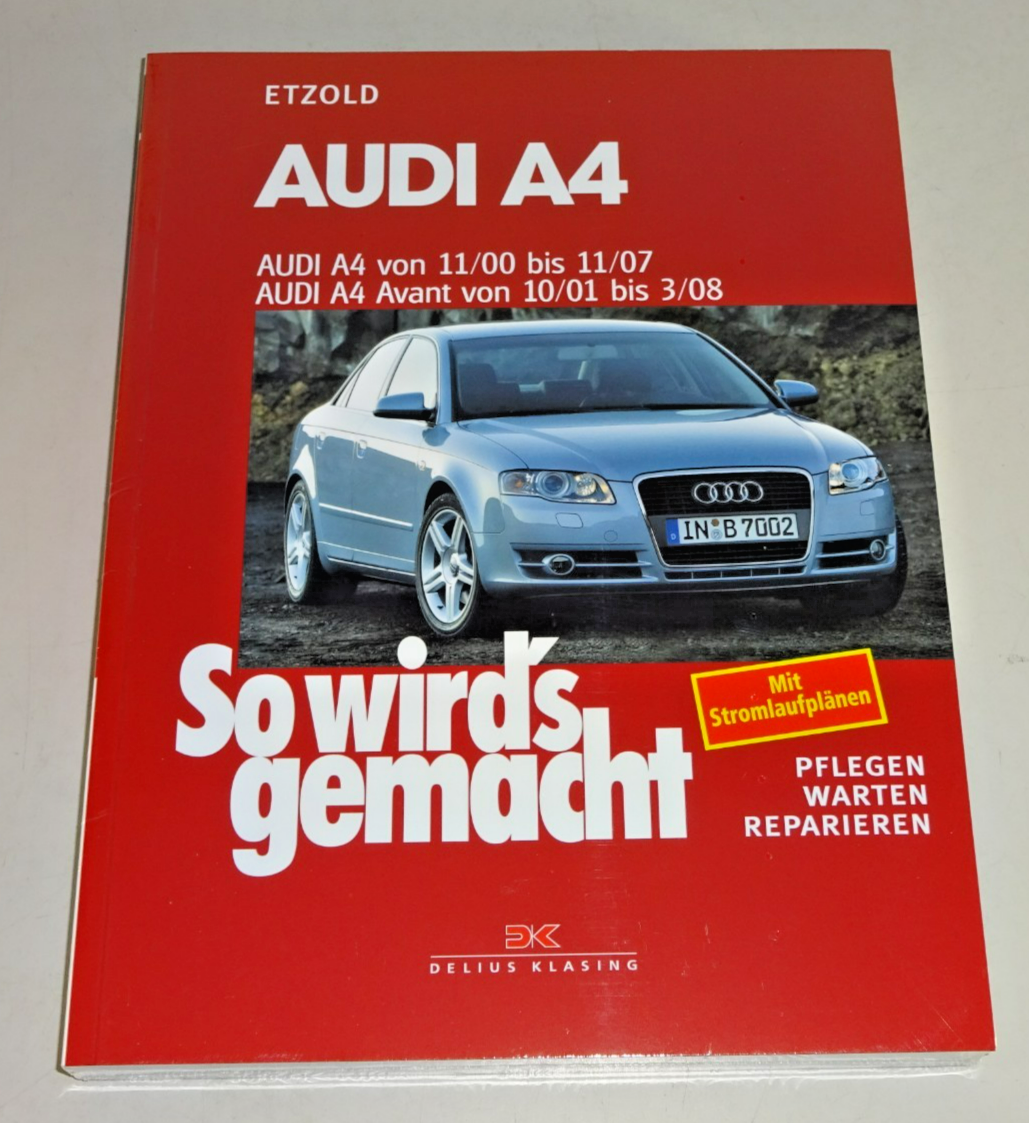 ETZOLD
AUDI A4
AUDI A4 von 11/00 bis 11/07
AUDI A4 Avant von 10/01 bis 3/08
IN B 7002
So wird's
gemacht
Mit
Stromlaufplänen
PFLEGEN
WARTEN
REPARIEREN
DK
DELIUS KLASING